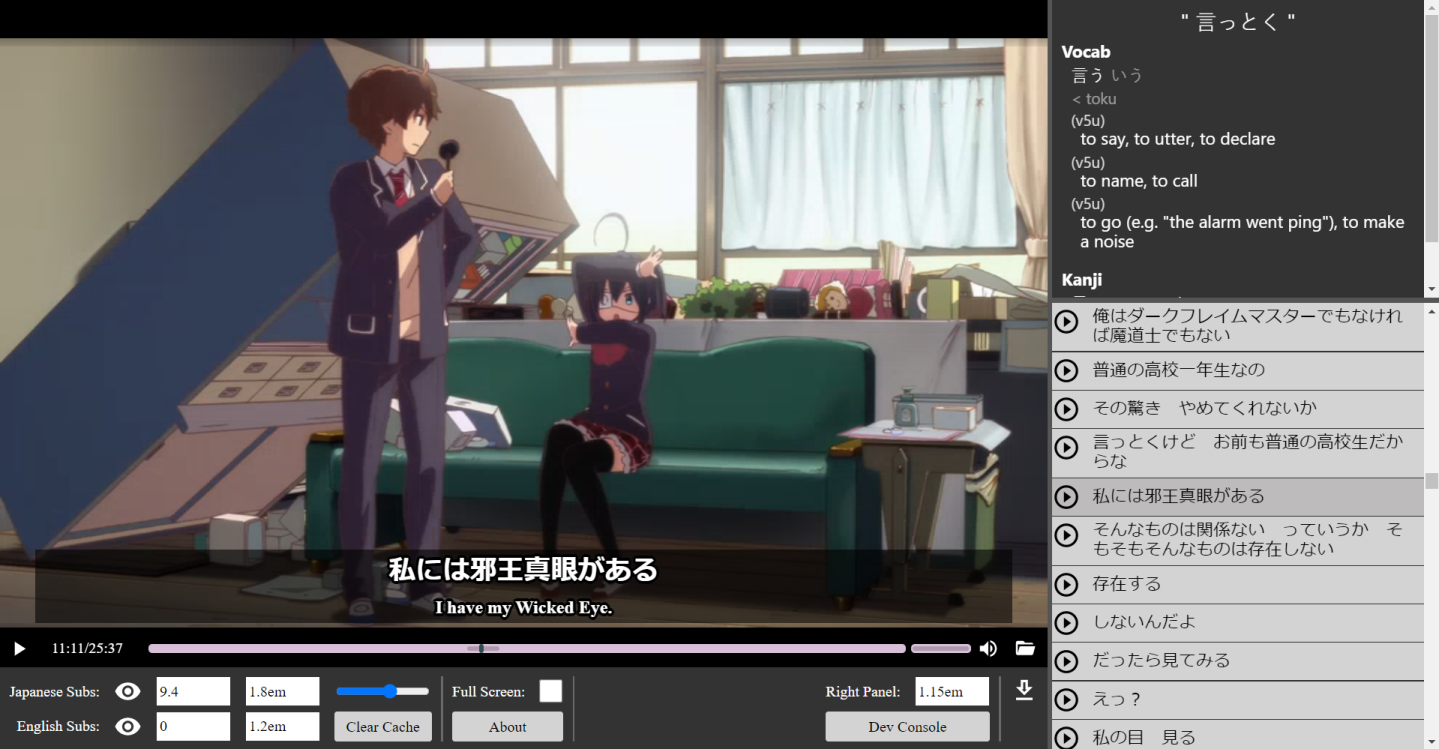 " 言っとく "
Vocab
言う いう
< toku
(v5u)
to say, to utter, to declare
(v5u)
to name, to call
(v5u)
to go (e.g. "the alarm went ping"), to make
a noise
Kanji
俺はダークフレイムマスターでもなけれ
ば魔道士でもない
普通の高校一年生なの
その驚き　やめてくれないか
言っとくけど　お前も普通の高校生だか
らな
私には邪王真眼がある
そんなものは関係ない　っていうか　そ
もそもそんなものは存在しない
存在する
しないんだよ
だったら見てみる
えっ？
私の目　見る
私には邪王真眼がある
I have my Wicked Eye.
11:11/25:37
Japanese Subs: 9.4 1.8em Full Screen: Right Panel: 1.15em
English Subs: 0 1.2em Clear Cache About Dev Console